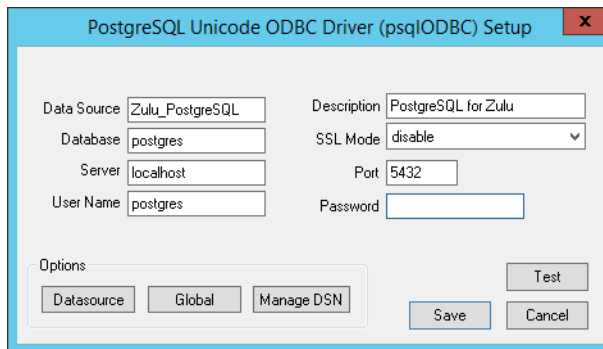 PostgreSQL Unicode ODBC Driver (psqlODBC) Setup
x
Data Source Zulu_PostgreSQL
Description PostgreSQL for Zulu
Database postgres
SSL Mode disable
Server localhost
Port 5432
User Name postgres
Password
Options
Datasource
Global
Manage DSN
Test
Save
Cancel